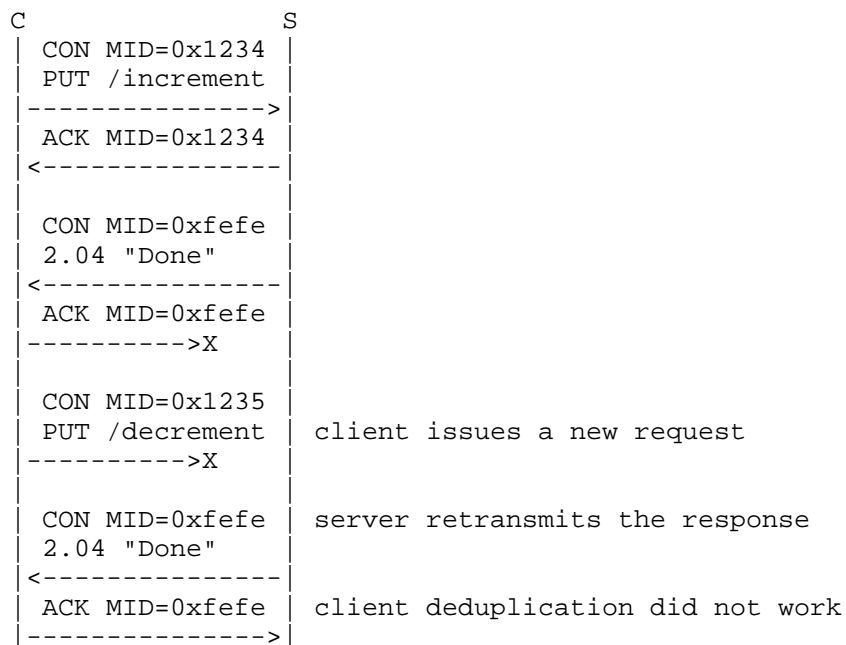 C S
CON MID=0x1234
PUT /increment
--------------->
ACK MID=0x1234
<---------------
CON MID=0xfefe
2.04 "Done"
<---------------
ACK MID=0xfefe
---------->X
CON MID=0x1235
PUT /decrement client issues a new request
---------->X
CON MID=0xfefe server retransmits the response
2.04 "Done"
<---------------
ACK MID=0xfefe client deduplication did not work
--------------->